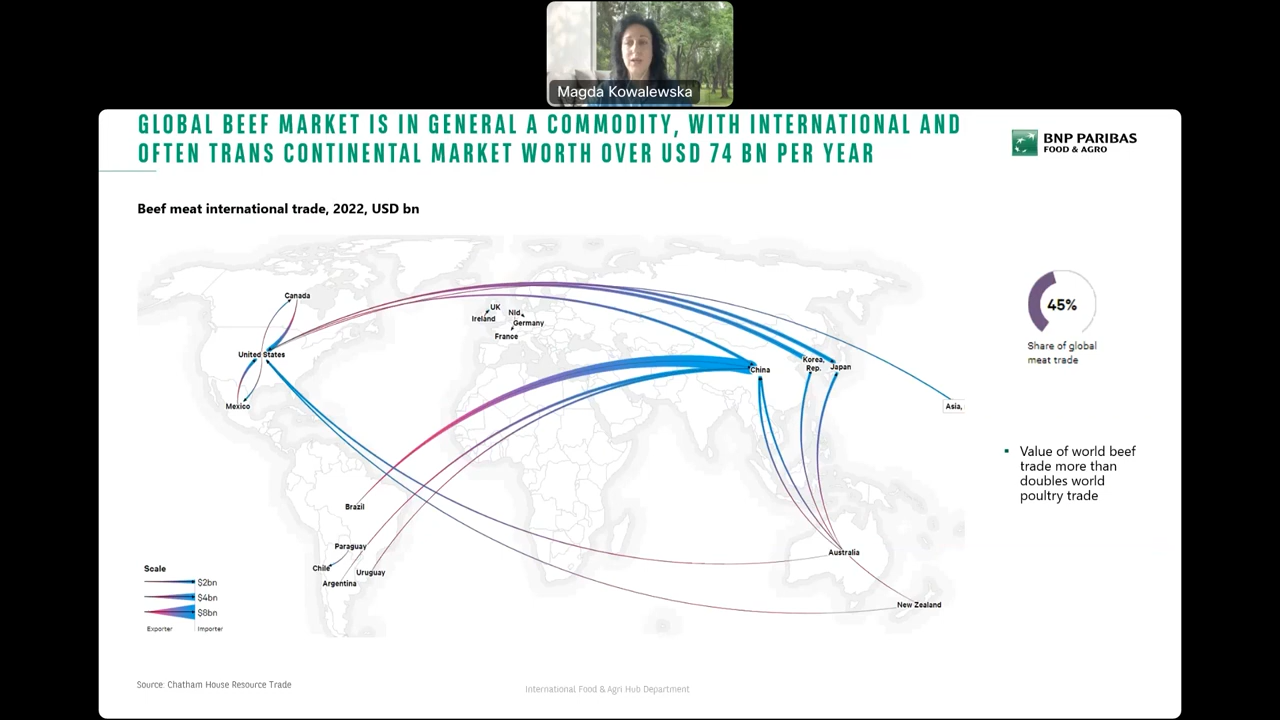 Magda Kowalewska
GLOBAL BEEF MARKET IS IN GENERAL A COMMODITY, WITH INTERNATIONAL AND
OFTEN TRANS CONTINENTAL MARKET WORTH OVER USD 74 BN PER YEAR
BNP PARIBAS
FOOD & AGRO
Beef meat international trade, 2022, USD bn
Canada
UK
Nld
Ireland
Germany
France
United States
Mexico
China
Korea,
Rep.
Japan
Asia,
Brazil
Paraguay
Chile
Uruguay
Argentina
Australia
New Zealand
45%
Share of global
meat trade
▪ Value of world beef
trade more than
doubles world
poultry trade
Scale
$2bn
$4bn
$8bn
Exporter
Importer
Source: Chatham House Resource Trade
International Food & Agri Hub Department